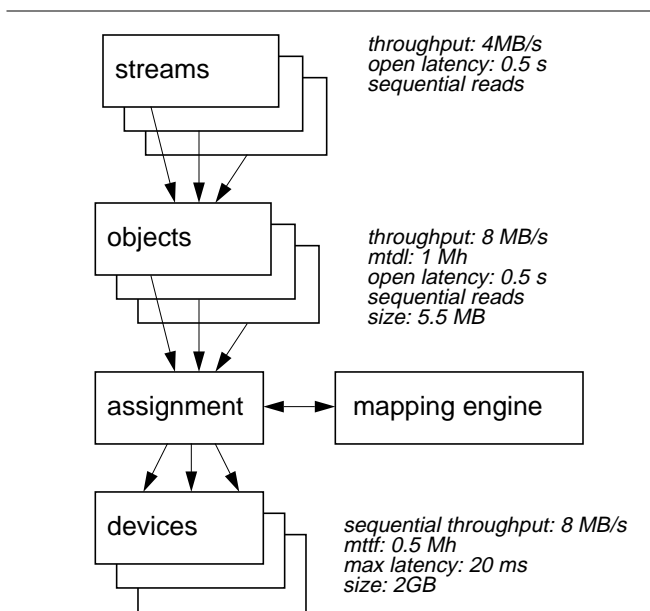 streams
throughput: 4MB/s
open latency: 0.5 s
sequential reads
objects
throughput: 8 MB/s
mtdl: 1 Mh
open latency: 0.5 s
sequential reads
size: 5.5 MB
assignment
mapping engine
devices
sequential throughput: 8 MB/s
mttf: 0.5 Mh
max latency: 20 ms
size: 2GB